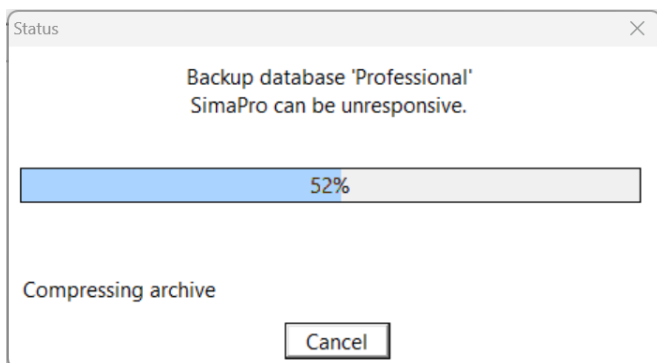 Status
Backup database 'Professional'
SimaPro can be unresponsive.
52%
Compressing archive
Cancel